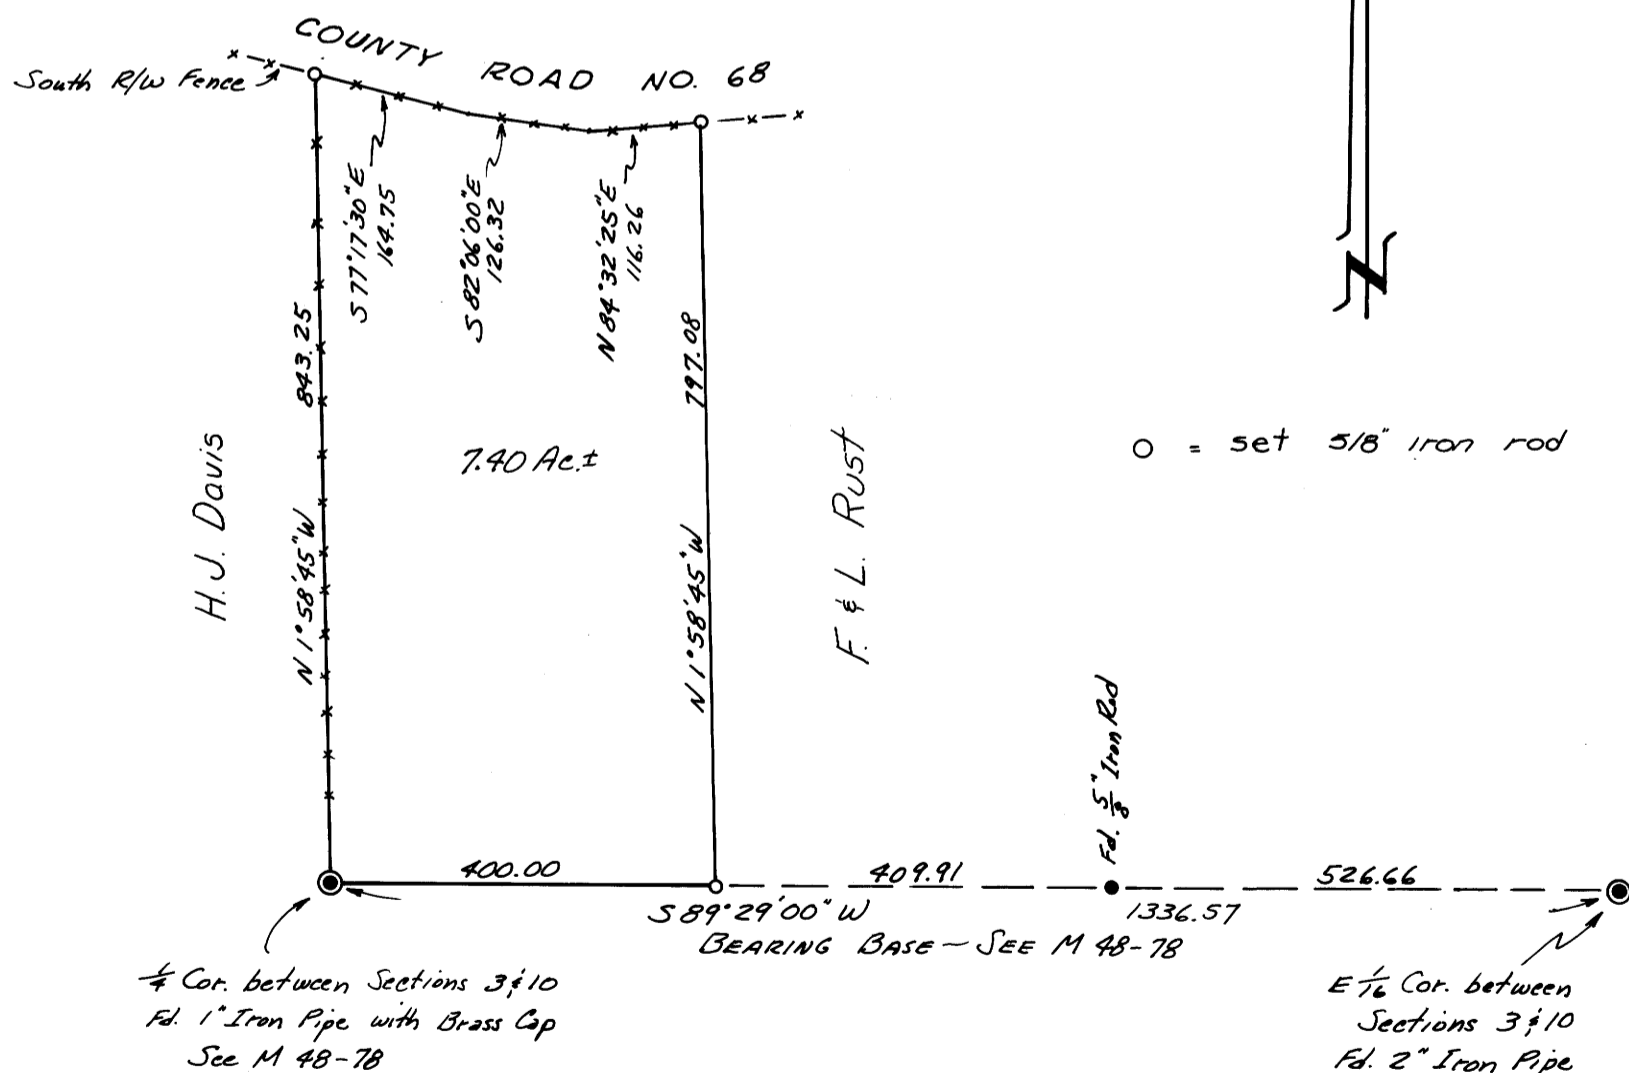 COUNTY ROAD NO. 68
South R/W Fence
S 77°17'30"E
164.75
S 82°06'00"E
126.32
N 84°32'25"E
116.26
N
843.25
797.08
7.40 Ac.±
O = set 5/8" iron rod
H.J. Davis
N 1°58'45"W
N 1°58'45"W
F. & L. Rust
Fd. 5/8" Iron Rod
400.00
409.91
526.66
S 89°29'00" W
1336.57
BEARING BASE - SEE M 48-78
1/4 Cor. between Sections 3 & 10
Fd. 1" Iron Pipe with Brass Cap
See M 48-78
E 1/16 Cor. between
Sections 3 & 10
Fd. 2" Iron Pipe